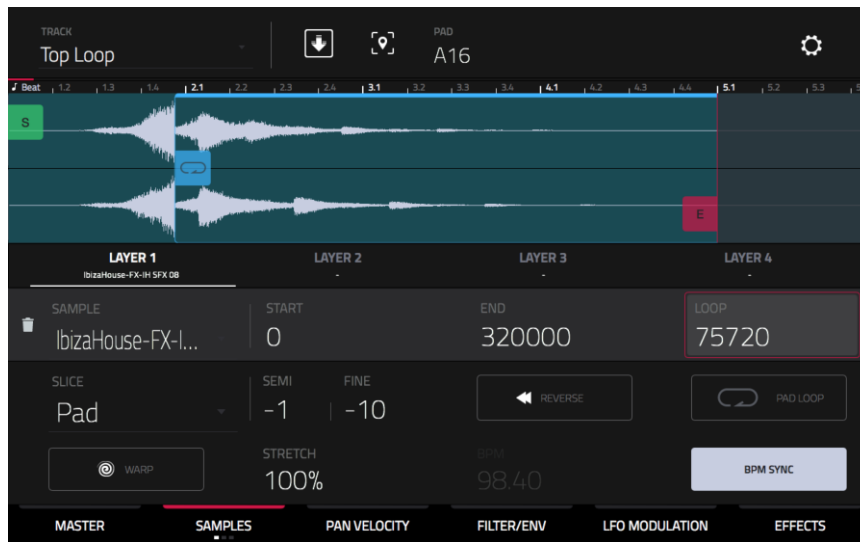 TRACK
Top Loop
PAD
A16
Beat 1.2 1.3 1.4 2.1 2.2 2.3 2.4 3.1 3.2 3.3 3.4 4.1 4.2 4.3 4.4 5.1 5.2 5.3
S
E
LAYER 1 LAYER 2 LAYER 3 LAYER 4
IbizaHouse-FX-IH SFX 08 - - -
SAMPLE START END LOOP
IbizaHouse-FX-I... 0 320000 75720
SLICE SEMI FINE
Pad -1 -10 REVERSE PAD LOOP
WARP STRETCH BPM BPM SYNC
100% 98.40
MASTER SAMPLES PAN VELOCITY FILTER/ENV LFO MODULATION EFFECTS